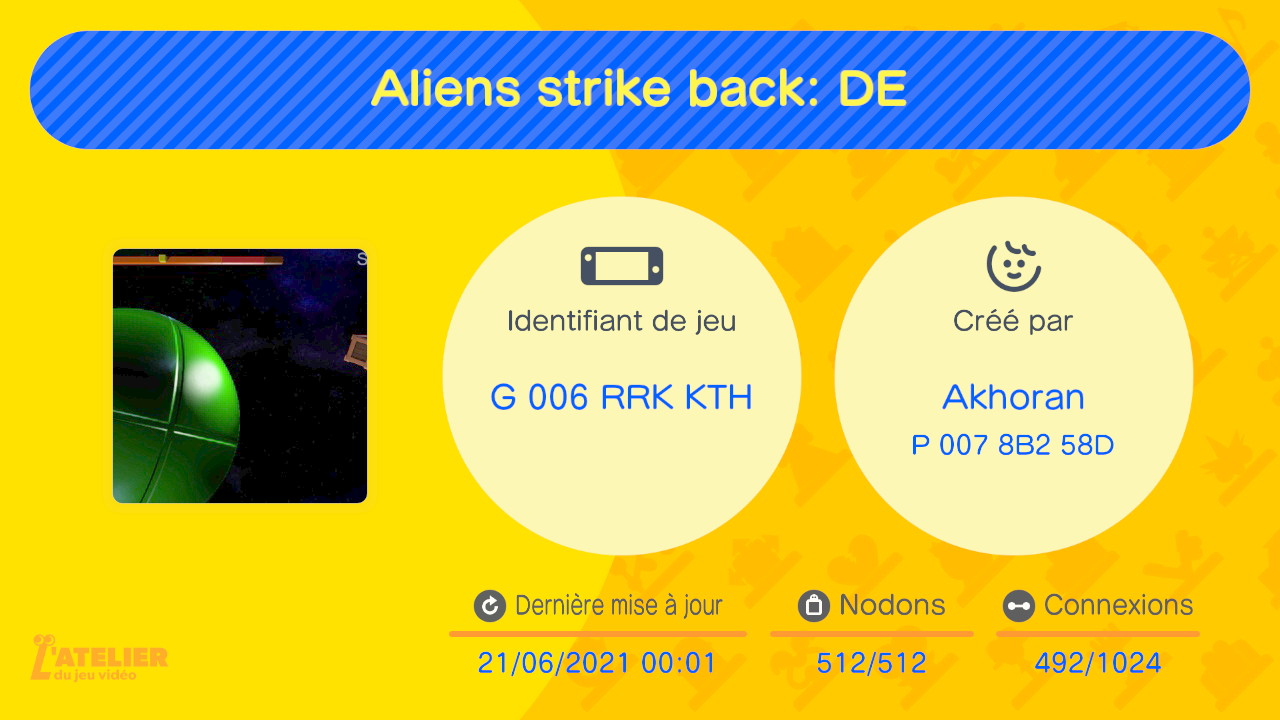 Aliens strike back: DE
S
Identifiant de jeu
G 006 RRK KTH
Créé par
Akhoran
P 007 8B2 58D
Dernière mise à jour
21/06/2021 00:01
Nodons
512/512
Connexions
492/1024
L'ATELIER
du jeu vidéo